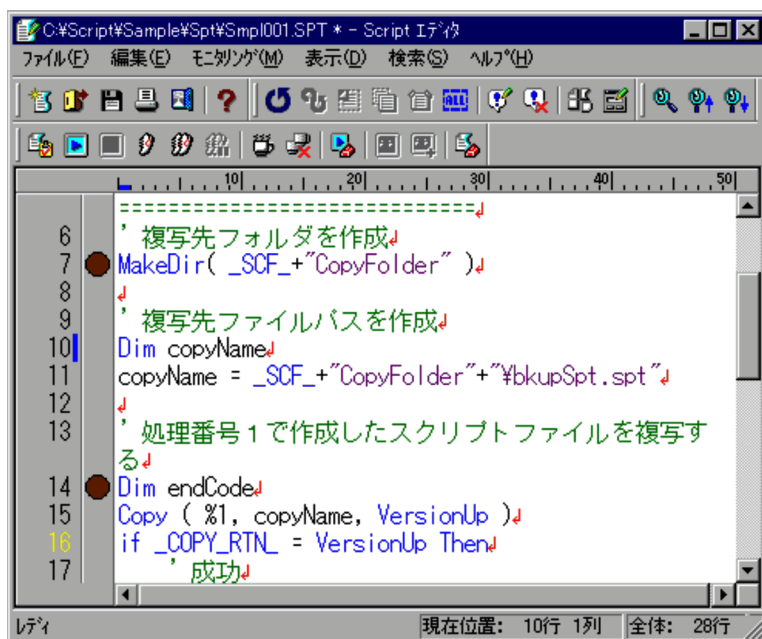 C:¥Script¥Sample¥Spt¥Smpl001.SPT * - Script ｴﾃﾞｨﾀ
ﾌｧｲﾙ(F) 編集(E) ﾓﾆﾀﾘﾝｸﾞ(M) 表示(D) 検索(S) ﾍﾙﾌﾟ(H)
ALL
10 20 30 40 50
=============================↲
6 ' 複写先フォルダを作成↲
7 MakeDir( _SCF_+"CopyFolder" )↲
8 ↲
9 ' 複写先ファイルパスを作成↲
10 Dim copyName↲
11 copyName = _SCF_+"CopyFolder"+"¥bkupSpt.spt"↲
12 ↲
13 ' 処理番号１で作成したスクリプトファイルを複写す
る↲
14 Dim endCode↲
15 Copy ( %1, copyName, VersionUp )↲
16 if _COPY_RTN_ = VersionUp Then↲
17 ' 成功↲
ﾚﾃﾞｨ 現在位置: 10行 1列 全体: 28行